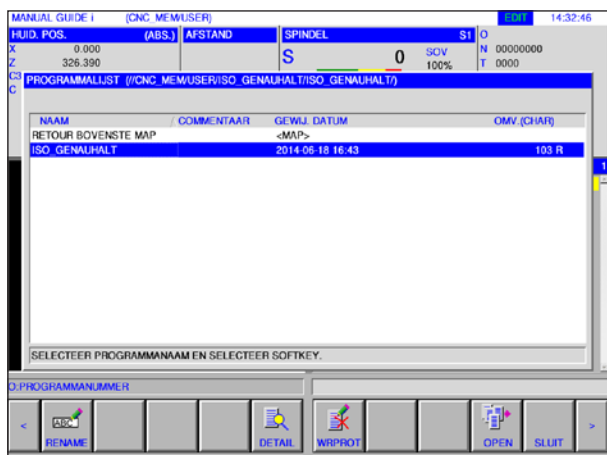 MANUAL GUIDE i (CNC_MEM/USER) EDIT 14:32:46
HUID. POS. (ABS.) AFSTAND SPINDEL S1 O
X 0.000 S 0 SOV 100% N 00000000
Z 326.390 T 0000
C3 PROGRAMMALIJST (//CNC_MEM/USER/ISO_GENAUHALT/ISO_GENAUHALT/)
C
NAAM / COMMENTAAR GEWIJ. DATUM OMV.(CHAR)
RETOUR BOVENSTE MAP <MAP>
ISO_GENAUHALT 2014-06-18 16:43 103 R
1
SELECTEER PROGRAMMANAAM EN SELECTEER SOFTKEY.
O:PROGRAMMANUMMER
< ABC RENAME DETAIL WRPROT OPEN SLUIT >